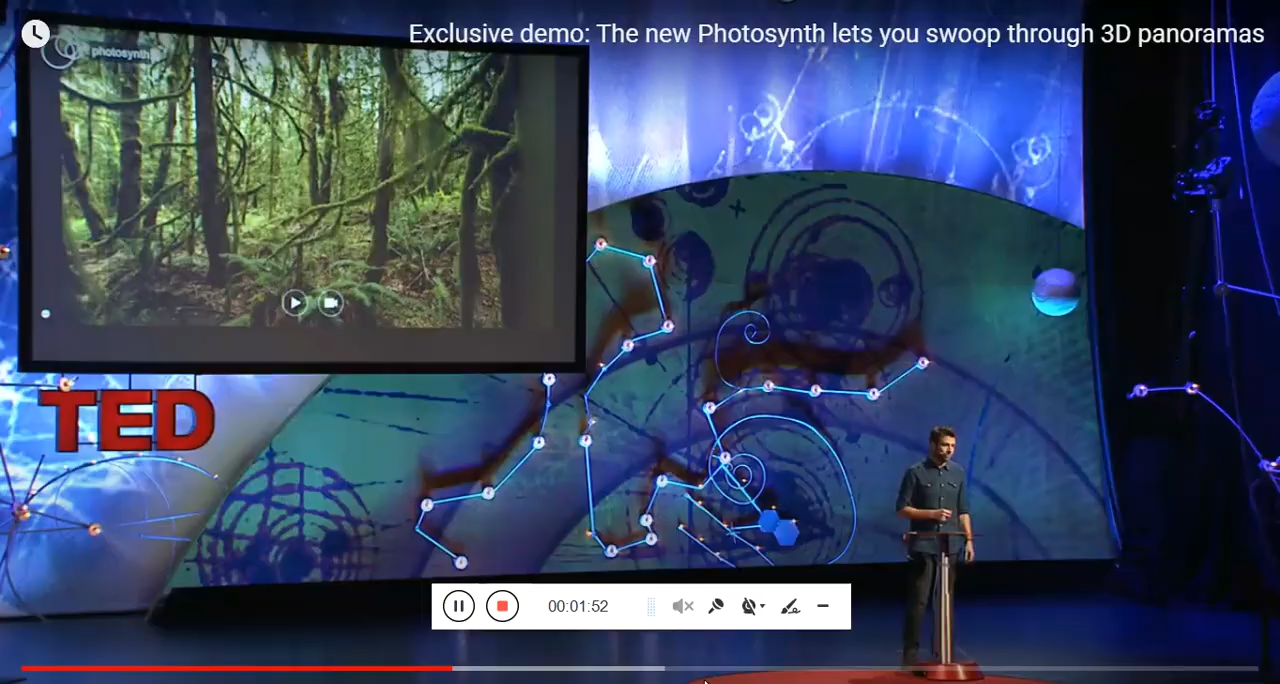 Exclusive demo: The new Photosynth lets you swoop through 3D panoramas
photosynth
TED
00:01:52